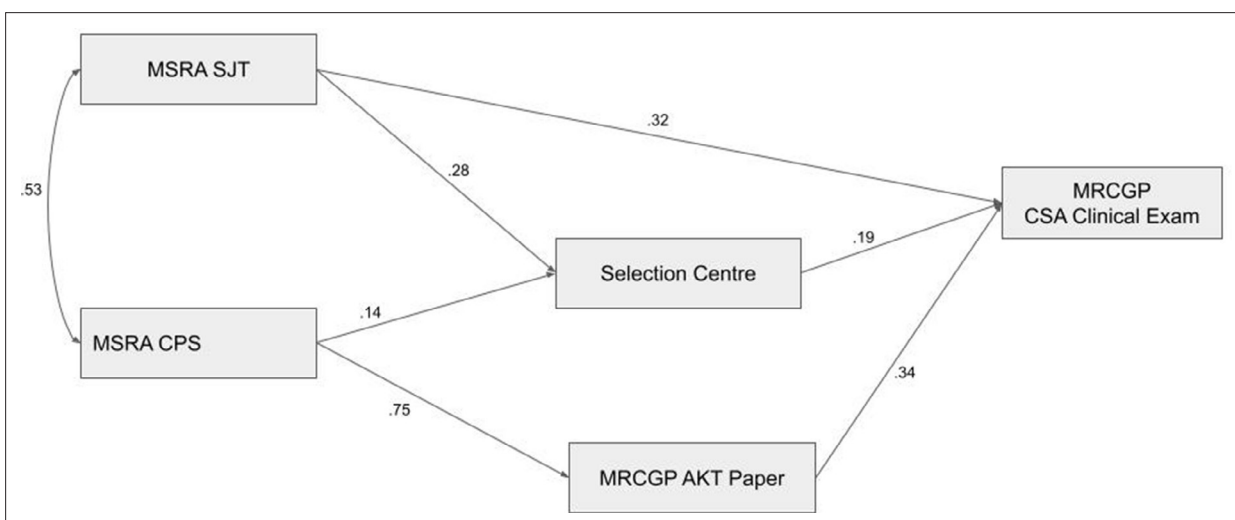 MSRA SJT
.32
.53
.28
MRCGP
CSA Clinical Exam
.19
Selection Centre
.14
MSRA CPS
.34
.75
MRCGP AKT Paper